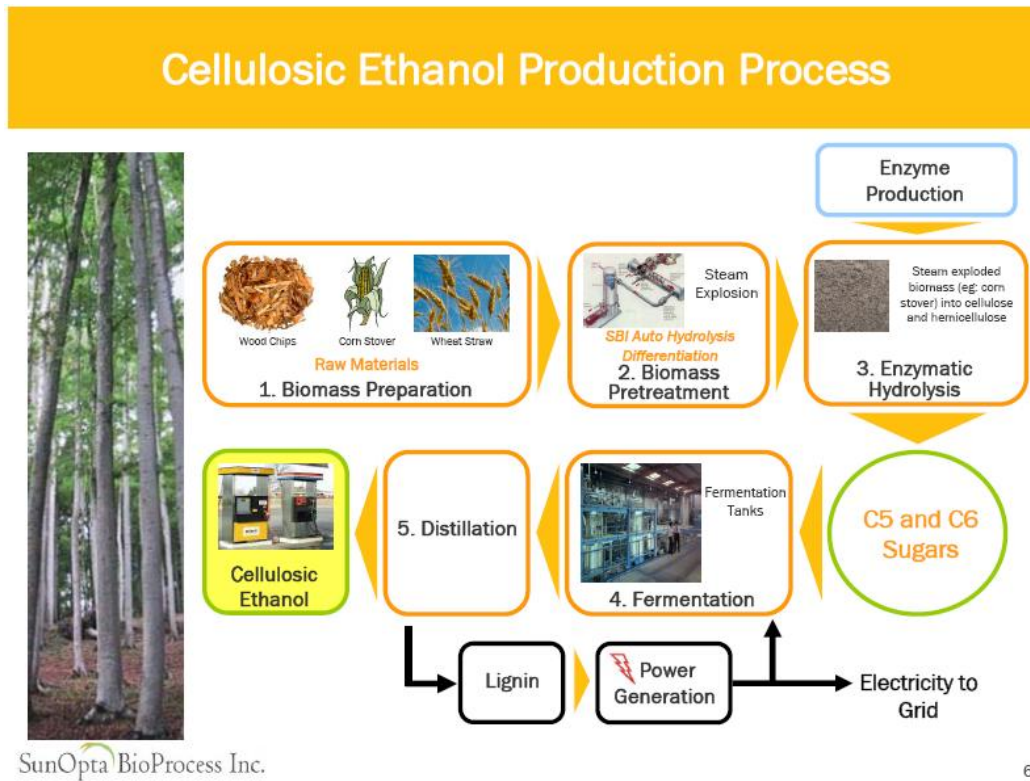 Cellulosic Ethanol Production Process
Enzyme
Production
Wood Chips
Corn Stover
Wheat Straw
Raw Materials
1. Biomass Preparation
Steam
Explosion
SBI Auto Hydrolysis
Differentiation
2. Biomass
Pretreatment
Steam exploded
biomass (eg: corn
stover) into cellulose
and hemicellulose
3. Enzymatic
Hydrolysis
C5 and C6
Sugars
Fermentation
Tanks
4. Fermentation
5. Distillation
Cellulosic
Ethanol
Lignin
Power
Generation
Electricity to
Grid
SunOpta BioProcess Inc.
6